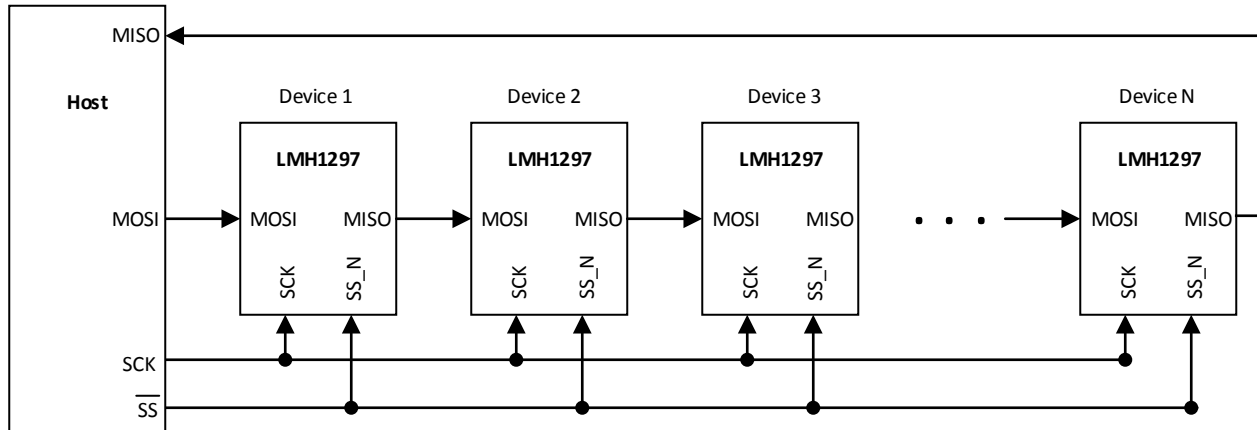 MISO
Host
Device 1 Device 2 Device 3 Device N
LMH1297 LMH1297 LMH1297 LMH1297
MOSI MOSI MISO MOSI MISO MOSI MISO . . . MOSI MISO
SCK SS_N SCK SS_N SCK SS_N SCK SS_N
SCK
SS